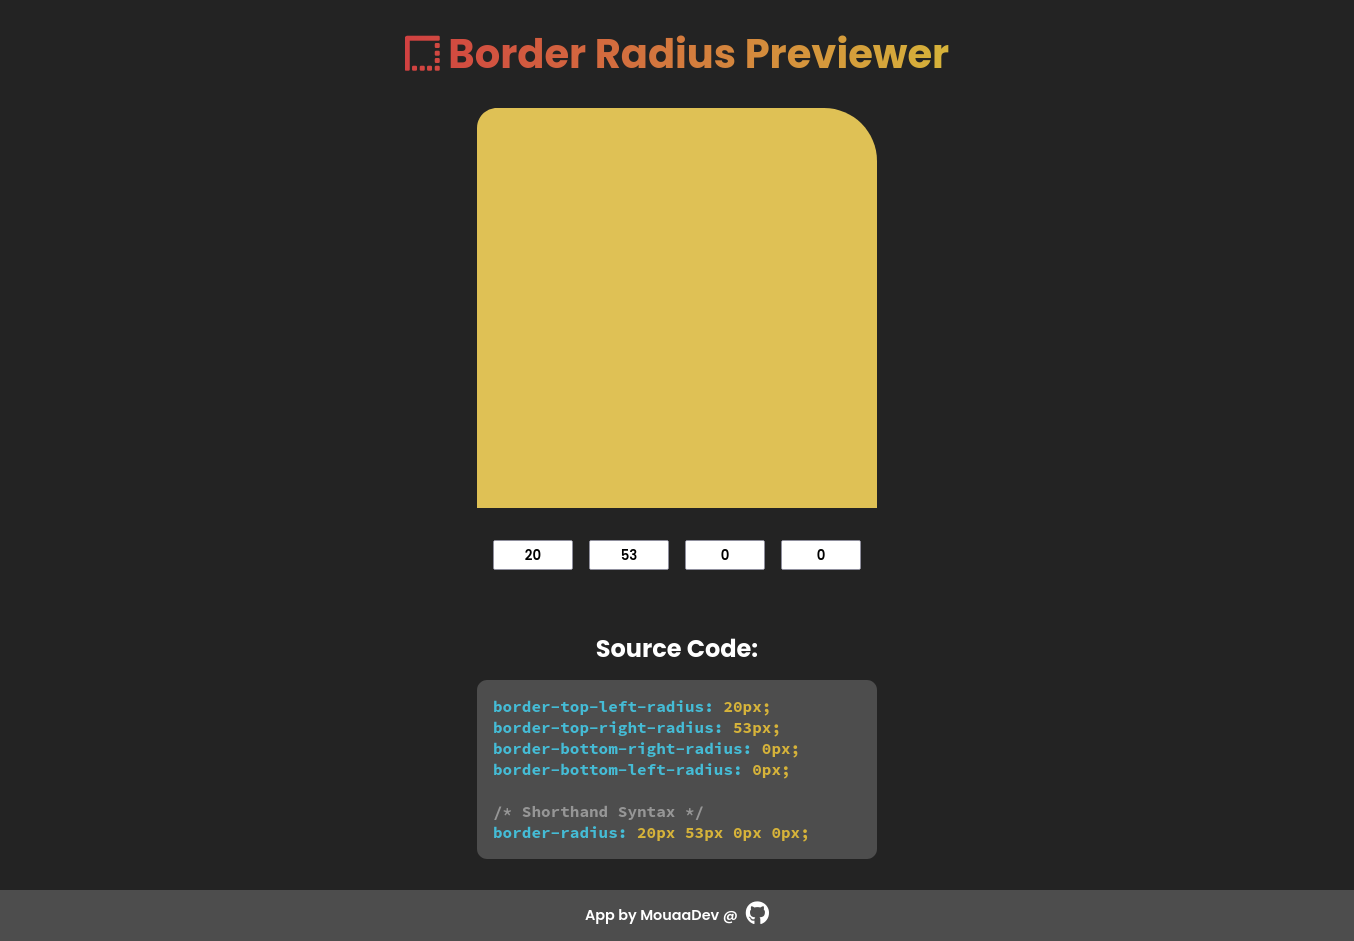 Border Radius Previewer
20 53 0 0
Source Code:
border-top-left-radius: 20px;
border-top-right-radius: 53px;
border-bottom-right-radius: 0px;
border-bottom-left-radius: 0px;
/* Shorthand Syntax */
border-radius: 20px 53px 0px 0px;
App by MouaaDev @